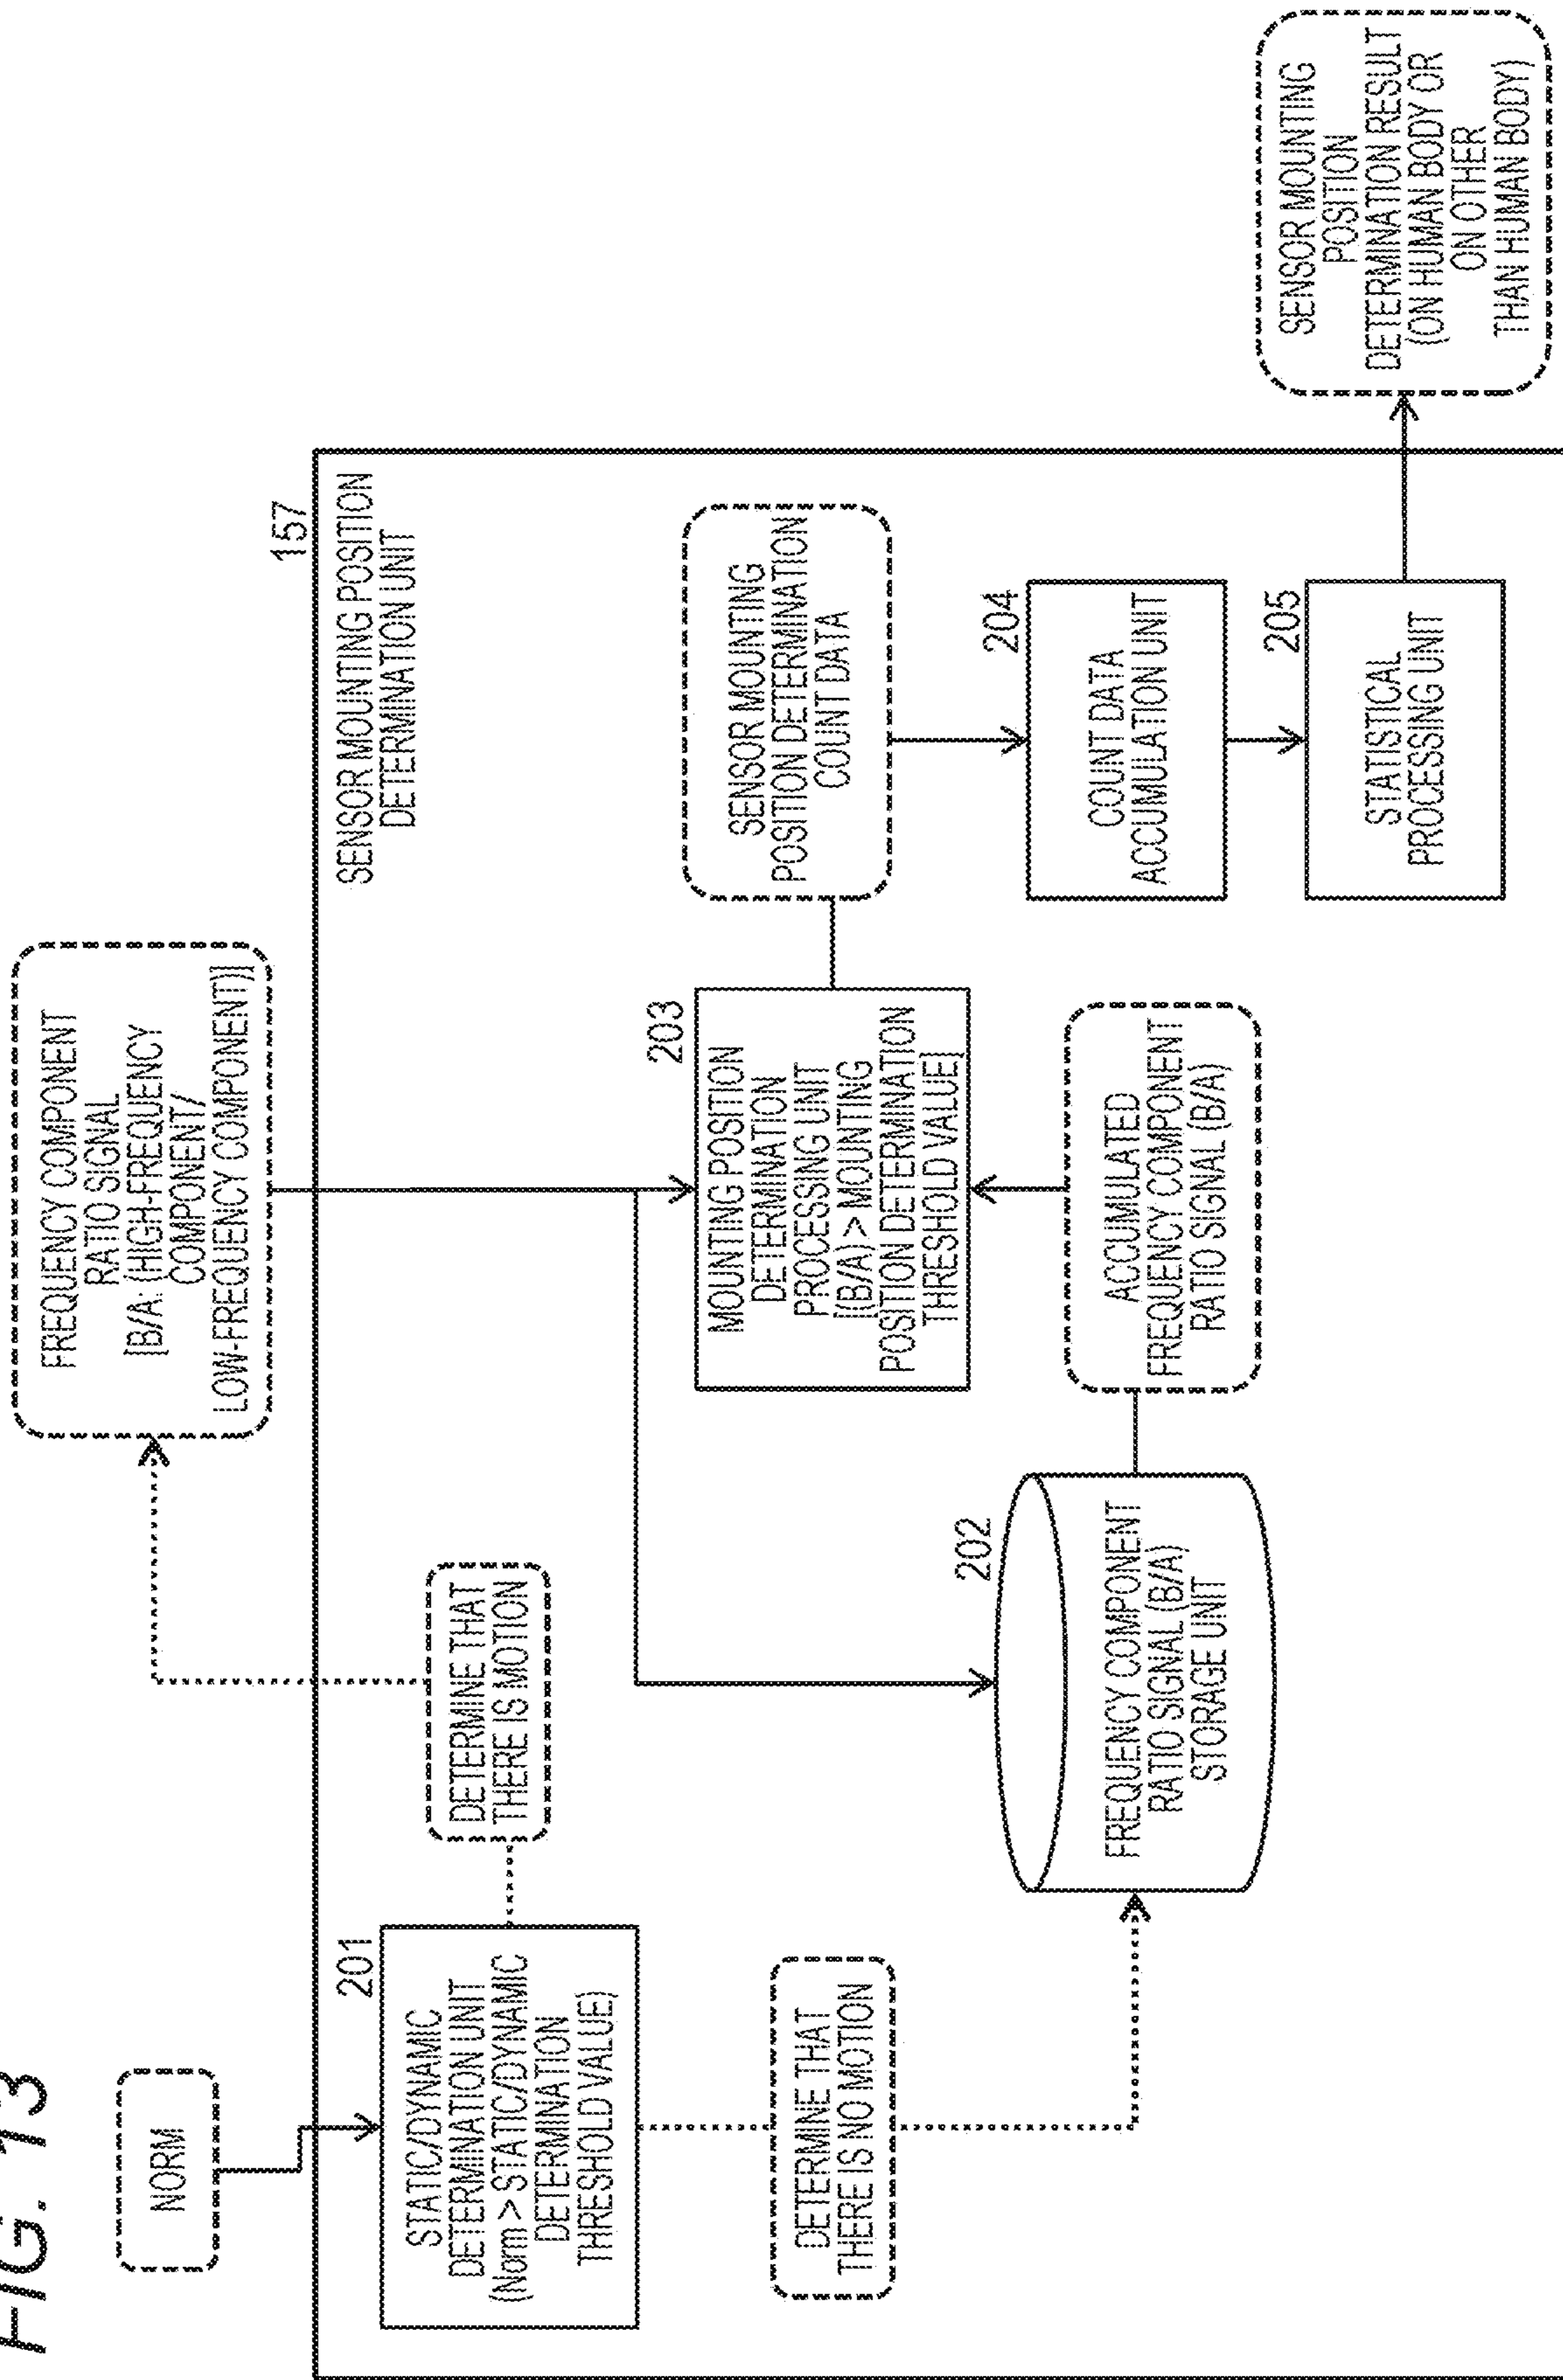 FIG. 13
NORM
FREQUENCY COMPONENT
RATIO SIGNAL
[B/A: (HIGH-FREQUENCY
COMPONENT/
LOW-FREQUENCY COMPONENT)]
157
SENSOR MOUNTING POSITION
DETERMINATION UNIT
201
STATIC/DYNAMIC
DETERMINATION UNIT
(Norm > STATIC/DYNAMIC
DETERMINATION
THRESHOLD VALUE)
DETERMINE THAT
THERE IS MOTION
DETERMINE THAT
THERE IS NO MOTION
202
FREQUENCY COMPONENT
RATIO SIGNAL (B/A)
STORAGE UNIT
203
MOUNTING POSITION
DETERMINATION
PROCESSING UNIT
[(B/A) > MOUNTING
POSITION DETERMINATION
THRESHOLD VALUE]
ACCUMULATED
FREQUENCY COMPONENT
RATIO SIGNAL (B/A)
SENSOR MOUNTING
POSITION DETERMINATION
COUNT DATA
204
COUNT DATA
ACCUMULATION UNIT
205
STATISTICAL
PROCESSING UNIT
SENSOR MOUNTING
POSITION
DETERMINATION RESULT
(ON HUMAN BODY OR
ON OTHER
THAN HUMAN BODY)